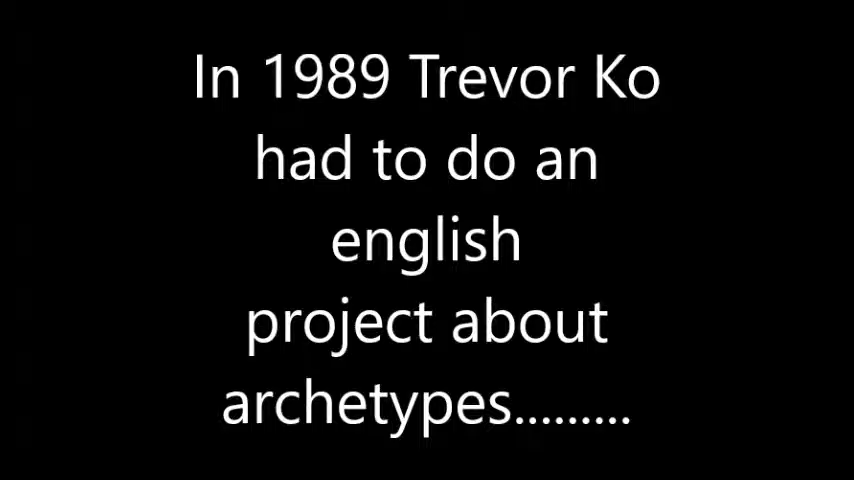 In 1989 Trevor Ko
had to do an
english
project about
archetypes.........